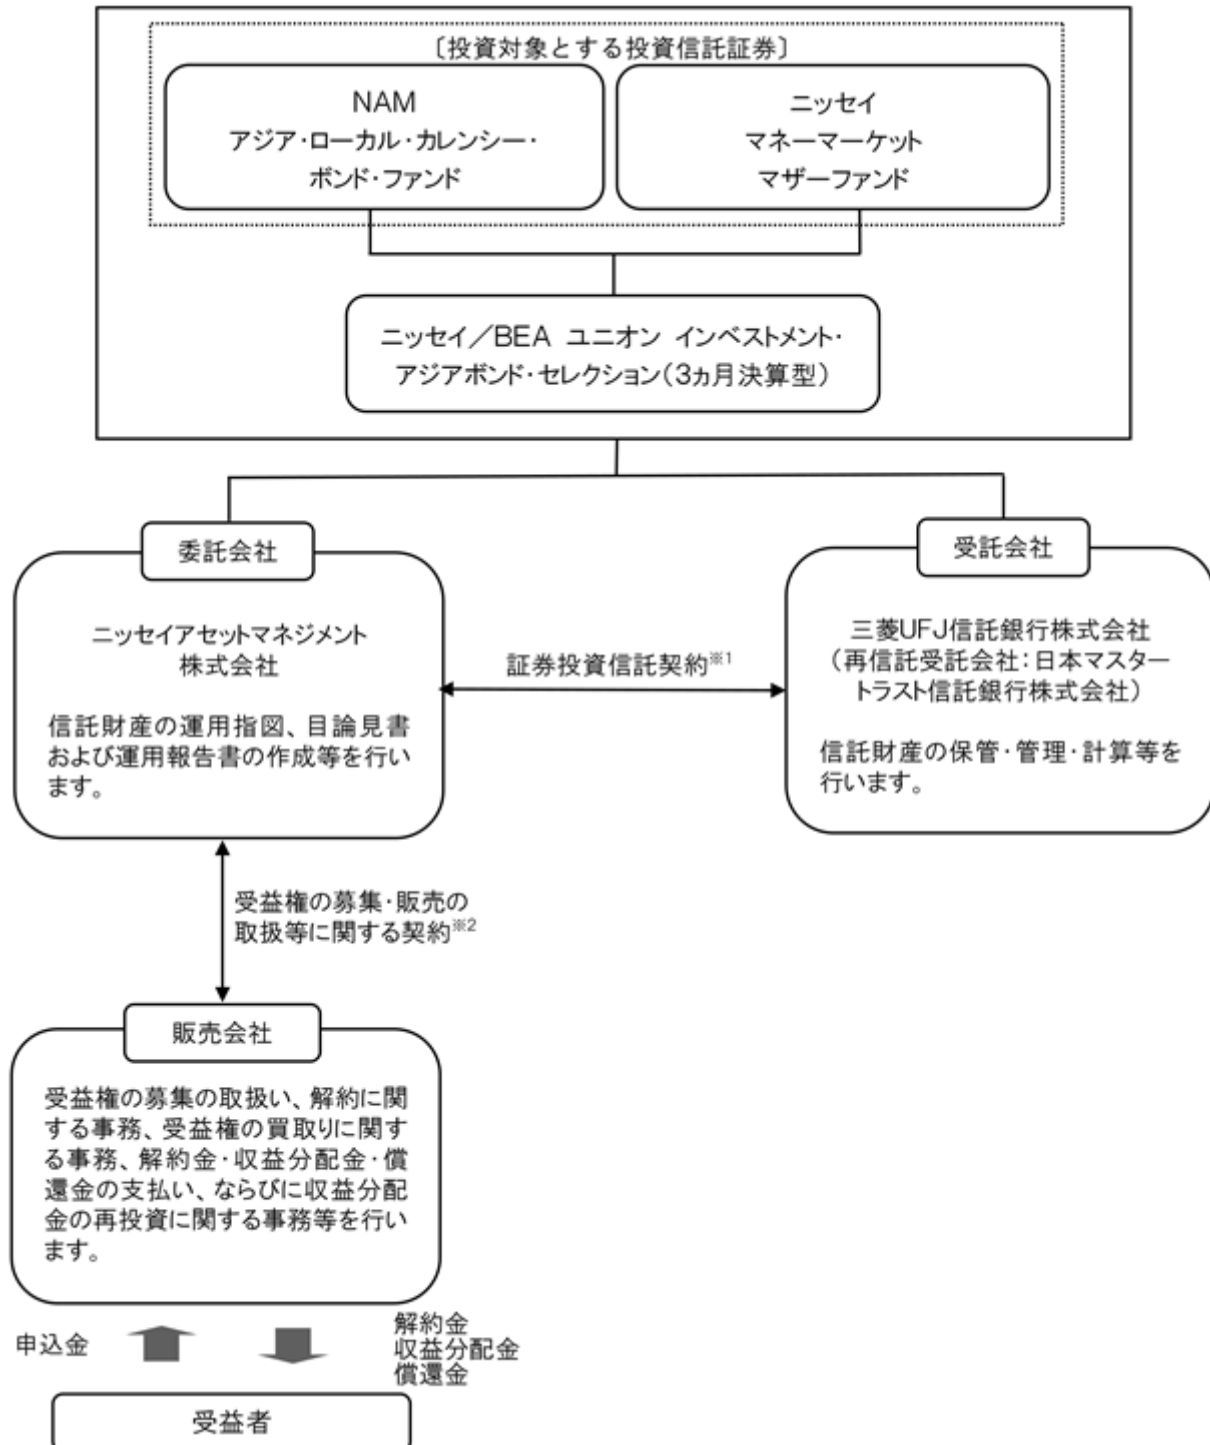 〔投資対象とする投資信託証券〕
NAM
アジア・ローカル・カレンシー・
ボンド・ファンド
ニッセイ
マネーマーケット
マザーファンド
ニッセイ／BEA ユニオン インベストメント・
アジアボンド・セレクション（3ヵ月決算型）
委託会社
ニッセイアセットマネジメント
株式会社
信託財産の運用指図、目論見書
および運用報告書の作成等を行い
ます。
証券投資信託契約※1
受託会社
三菱UFJ信託銀行株式会社
（再信託受託会社：日本マスター
トラスト信託銀行株式会社）
信託財産の保管・管理・計算等を
行います。
受益権の募集・販売の
取扱等に関する契約※2
販売会社
受益権の募集の取扱い、解約に関
する事務、受益権の買取りに関す
る事務、解約金・収益分配金・償
還金の支払い、ならびに収益分配
金の再投資に関する事務等を行い
ます。
申込金
解約金
収益分配金
償還金
受益者